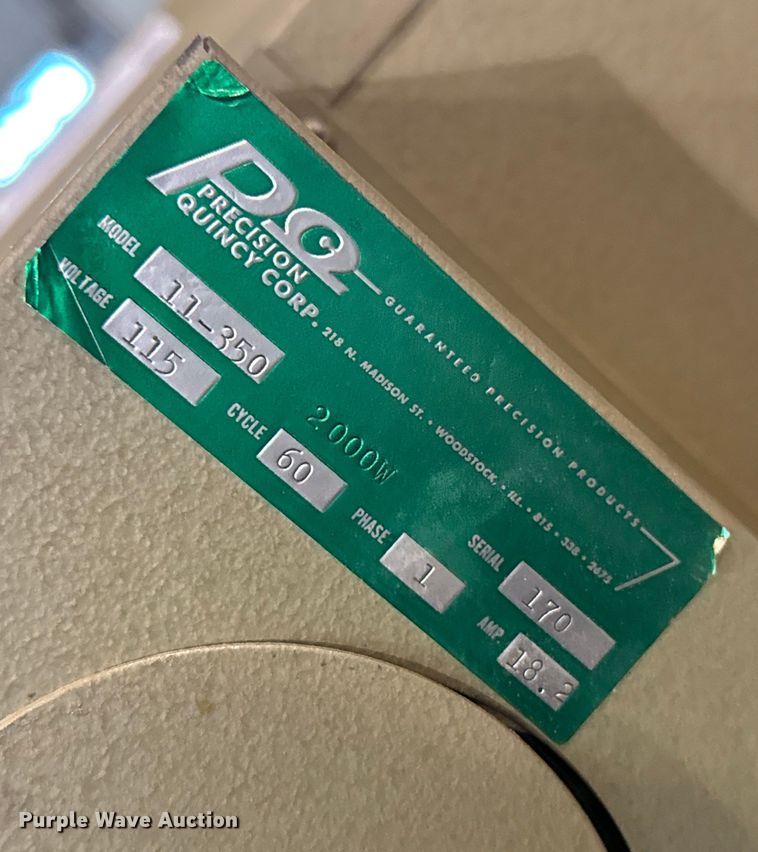 PQ
PRECISION
QUINCY CORP.
GUARANTEED PRECISION PRODUCTS
218 N. MADISON ST. • WOODSTOCK, • ILL. • 815 • 338 • 2675
MODEL 11-350
SERIAL 170
VOLTAGE 115
2000W
CYCLE 60
PHASE 1
AMP. 18.2
Purple Wave Auction